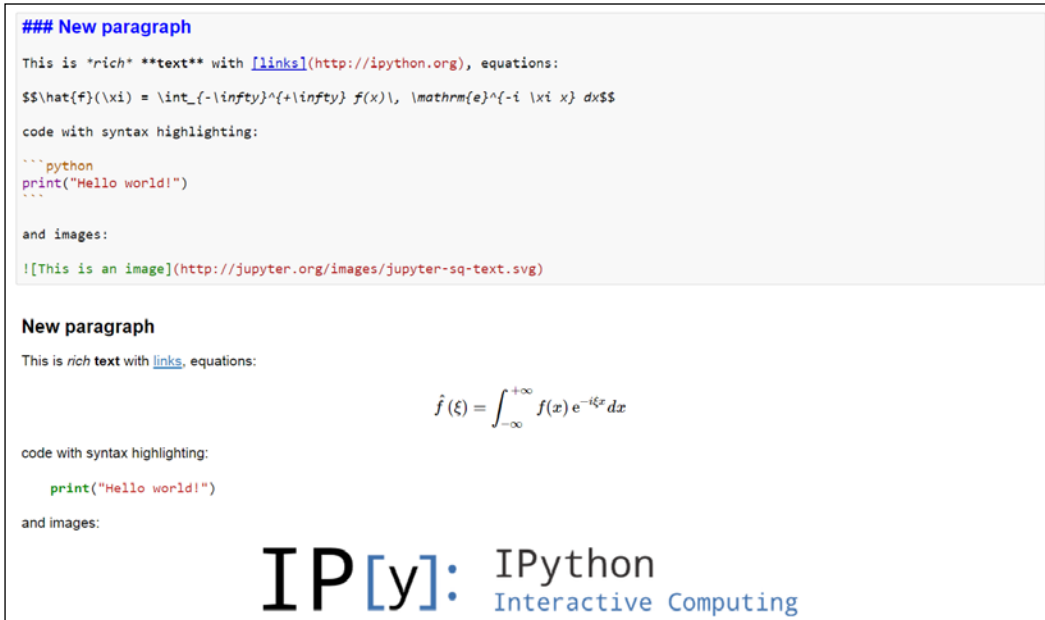 ### New paragraph
This is *rich* **text** with [links](http://ipython.org), equations:
$$\hat{f}(\xi) = \int_{-\infty}^{+\infty} f(x)\, \mathrm{e}^{-i \xi x} dx$$
code with syntax highlighting:
```python
print("Hello world!")
```
and images:
![This is an image](http://jupyter.org/images/jupyter-sq-text.svg)
New paragraph
This is rich text with links, equations:
f̂ (ξ) = ∫_{−∞}^{+∞} f(x) e^{−iξx} dx
code with syntax highlighting:
print("Hello world!")
and images:
IP[y]: IPython
Interactive Computing